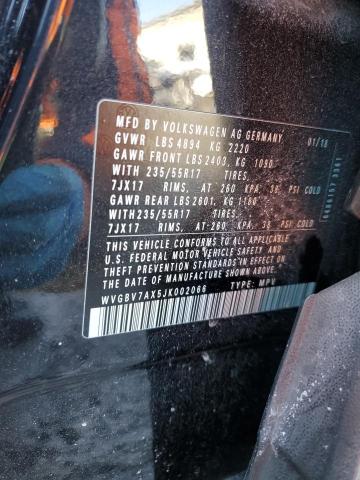 MFD BY VOLKSWAGEN AG GERMANY 01/18
GVWR LBS 4894 KG 2220
GAWR FRONT LBS 2403, KG 1090
WITH 235/55R17 TIRES,
7JX17 RIMS, AT 260 KPA, 38 PSI COLD
GAWR REAR LBS 2601, KG 1180
WITH 235/55R17 TIRES,
7JX17 RIMS, AT 260 KPA, 38 PSI COLD
THIS VEHICLE CONFORMS TO ALL APPLICABLE
U.S. FEDERAL MOTOR VEHICLE SAFETY
AND THEFT PREVENTION STANDARDS IN EFFECT ON
THE DATE OF MANUFACTURE SHOWN ABOVE.
WVGBV7AX5JK002066 TYPE: MPV